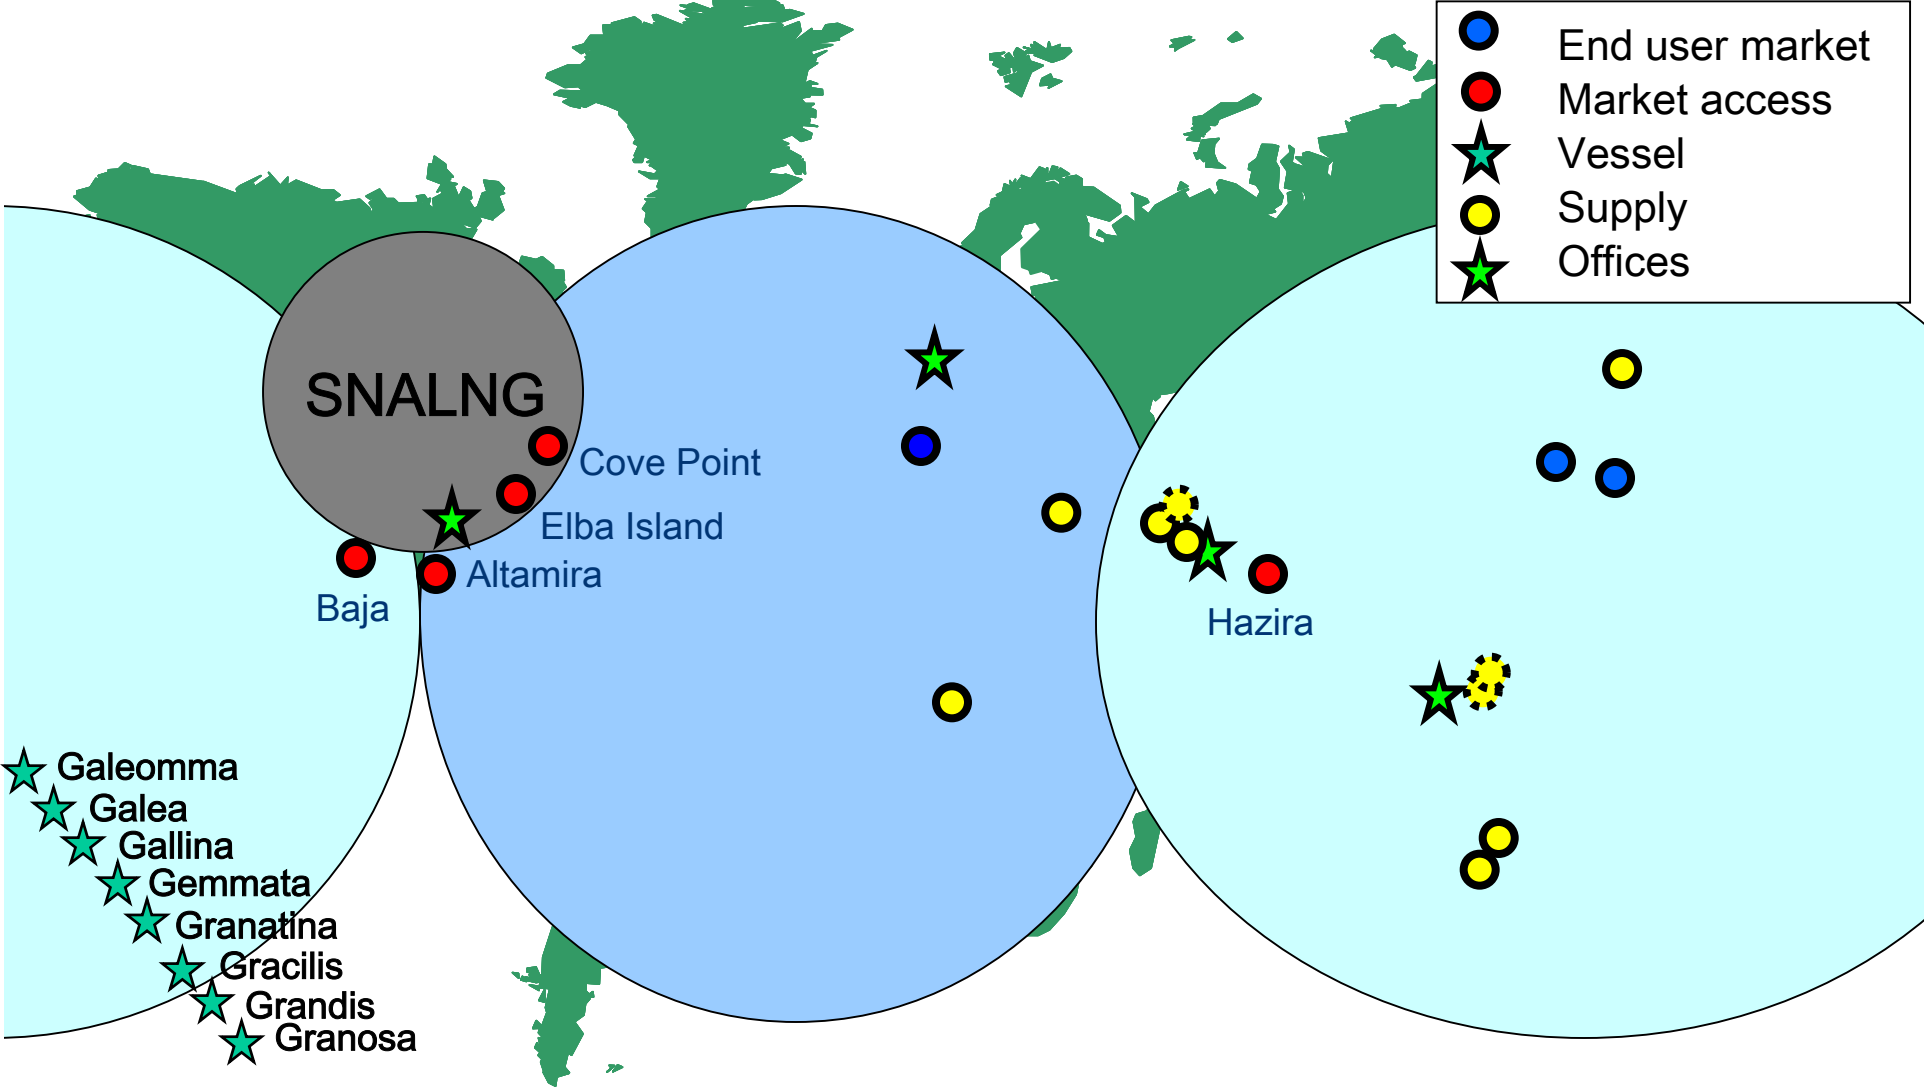 End user market
Market access
Vessel
Supply
Offices
SNALNG
Cove Point
Elba Island
Altamira
Baja
Hazira
Galeomma
Galea
Gallina
Gemmata
Granatina
Gracilis
Grandis
Granosa